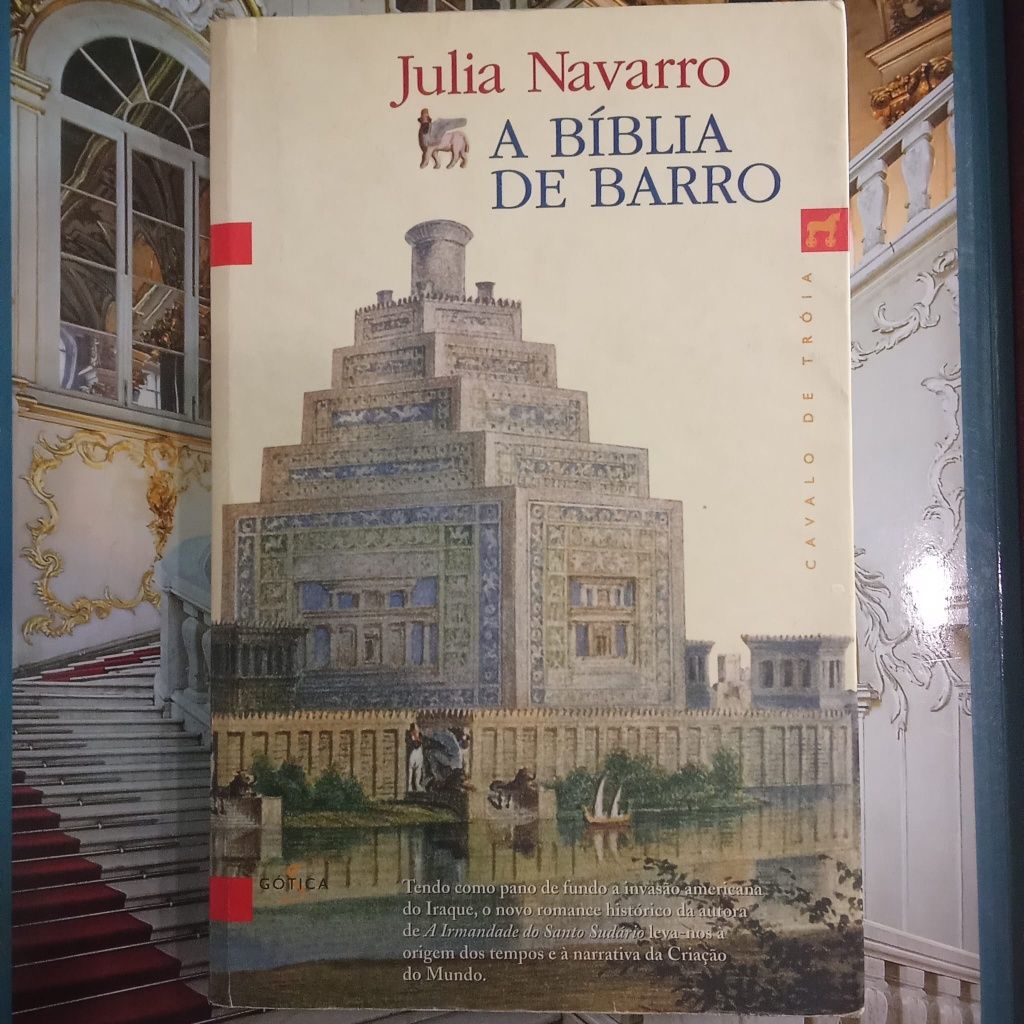 Julia Navarro
A BÍBLIA
DE BARRO
CAVALO DE TRÓIA
GÓTICA
Tendo como pano de fundo a invasão americana
do Iraque, o novo romance histórico da autora
de A Irmandade do Santo Sudário leva-nos à
origem dos tempos e à narrativa da Criação
do Mundo.